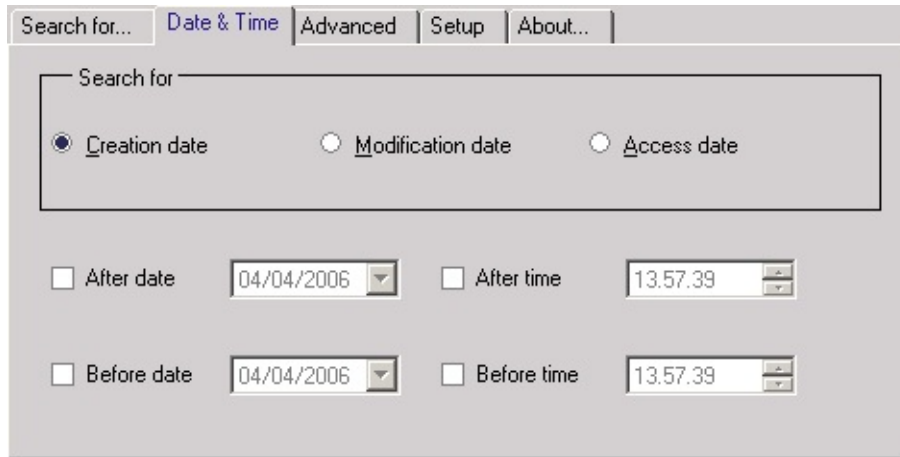 Search for... Date & Time Advanced Setup About...
Search for
Creation date Modification date Access date
After date 04/04/2006 After time 13.57.39
Before date 04/04/2006 Before time 13.57.39